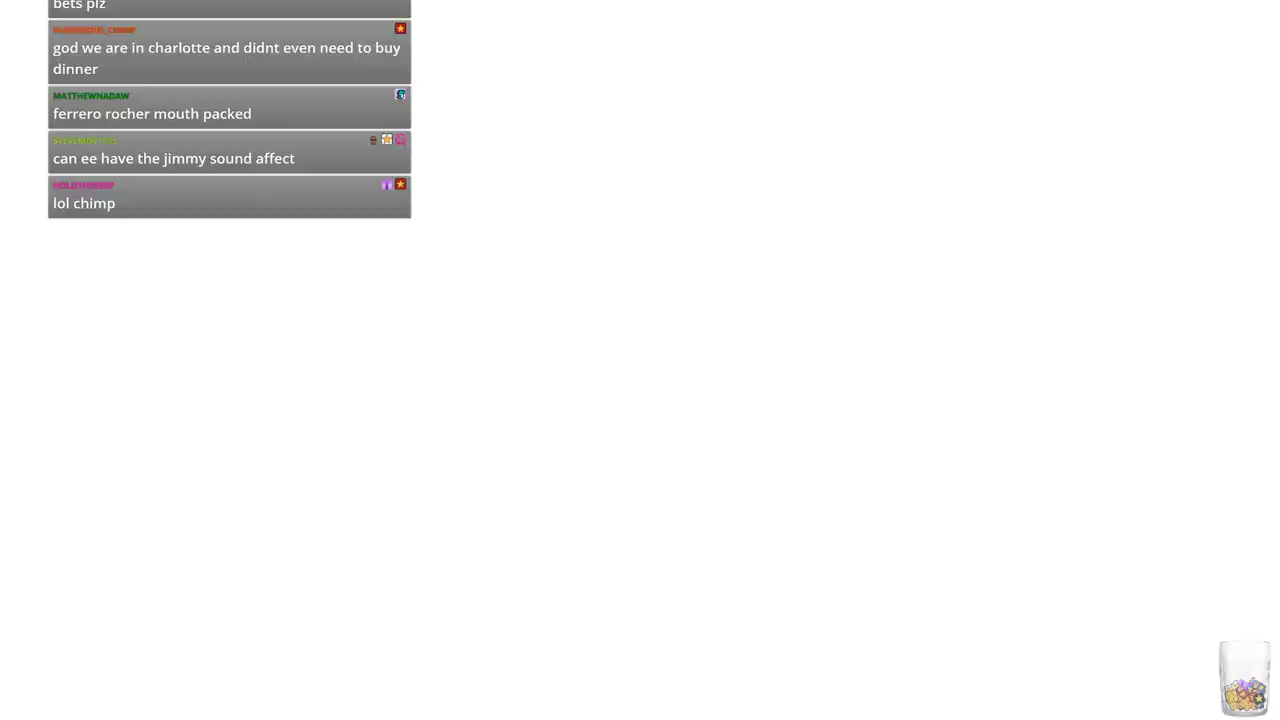 bets plz
god we are in charlotte and didnt even need to buy
dinner
MATTHEWNADAW
ferrero rocher mouth packed
can ee have the jimmy sound affect
lol chimp